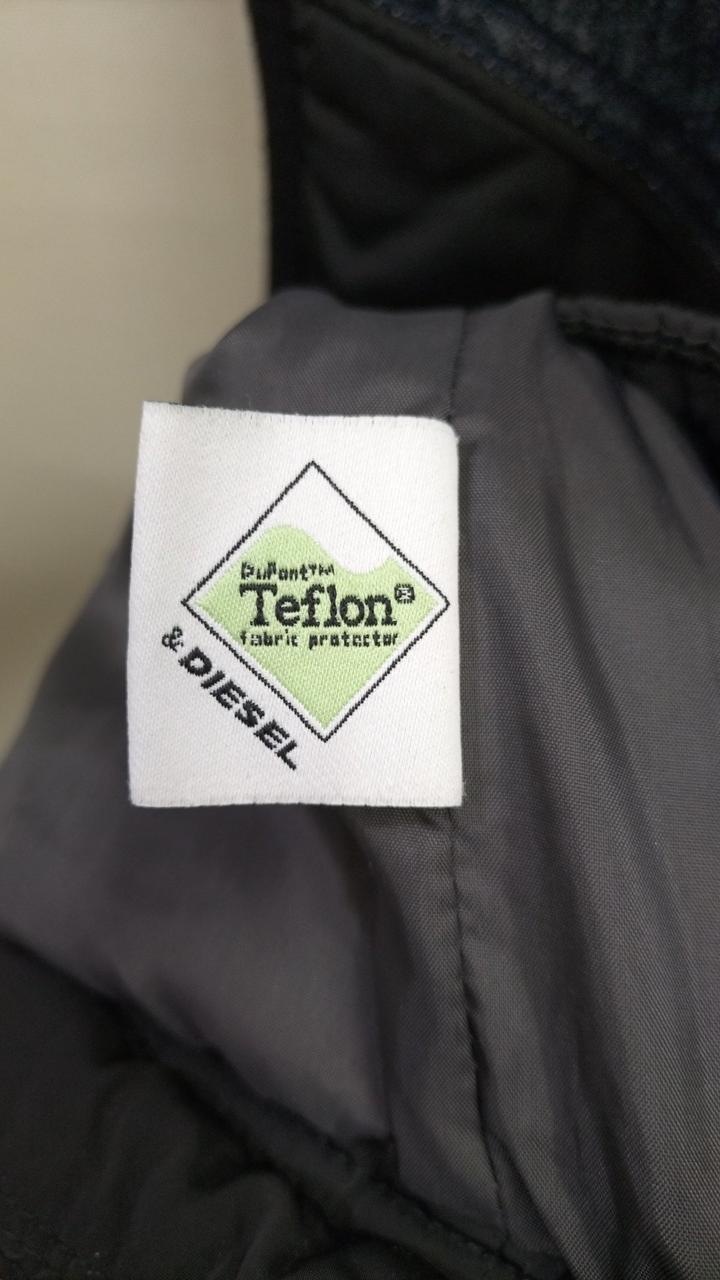 DuPont™
Teflon®
fabric protector
& DIESEL